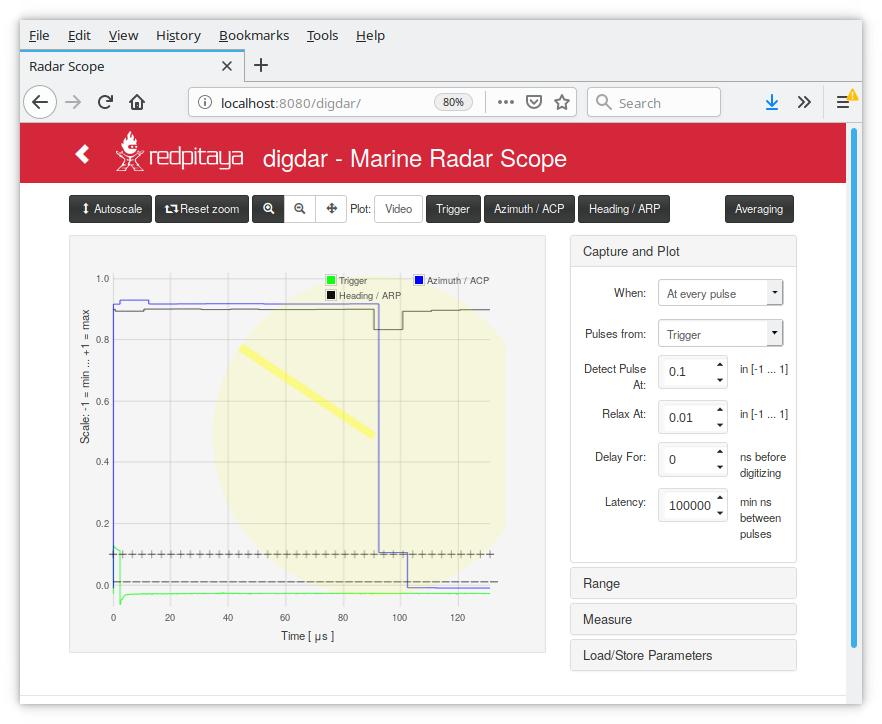 File Edit View History Bookmarks Tools Help
Radar Scope
localhost:8080/digdar/ 80% Search
redpitaya digdar - Marine Radar Scope
Autoscale Reset zoom Plot: Video Trigger Azimuth / ACP Heading / ARP Averaging
Trigger Azimuth / ACP
Heading / ARP
Scale: -1 = min ... +1 = max
1.0
0.8
0.6
0.4
0.2
0.0
0 20 40 60 80 100 120
Time [ µs ]
Capture and Plot
When: At every pulse
Pulses from: Trigger
Detect Pulse At: 0.1 in [-1 ... 1]
Relax At: 0.01 in [-1 ... 1]
Delay For: 0 ns before
digitizing
Latency: 100000 min ns
between
pulses
Range
Measure
Load/Store Parameters